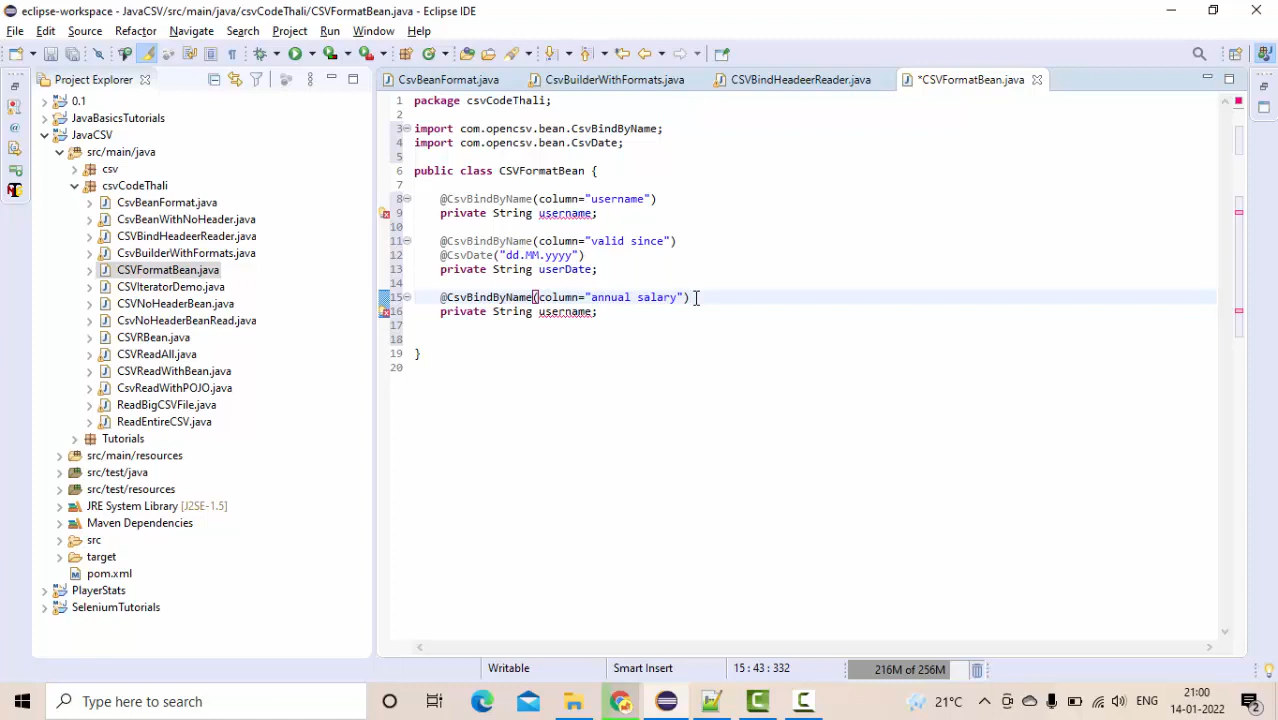 eclipse-workspace - JavaCSV/src/main/java/csvCodeThali/CSVFormatBean.java - Eclipse IDE
File Edit Source Refactor Navigate Search Project Run Window Help
Project Explorer
CsvBeanFormat.java CsvBuilderWithFormats.java CSVBindHeadeerReader.java *CSVFormatBean.java
0.1
JavaBasicsTutorials
JavaCSV
src/main/java
csv
csvCodeThali
CsvBeanFormat.java
CsvBeanWithNoHeader.java
CSVBindHeadeerReader.java
CsvBuilderWithFormats.java
CSVFormatBean.java
CSVIteratorDemo.java
CSVNoHeaderBean.java
CsvNoHeaderBeanRead.java
CSVRBean.java
CSVReadAll.java
CSVReadWithBean.java
CsvReadWithPOJO.java
ReadBigCSVFile.java
ReadEntireCSV.java
Tutorials
src/main/resources
src/test/java
src/test/resources
JRE System Library [J2SE-1.5]
Maven Dependencies
src
target
pom.xml
PlayerStats
SeleniumTutorials
1 package csvCodeThali;
2
3 import com.opencsv.bean.CsvBindByName;
4 import com.opencsv.bean.CsvDate;
5
6 public class CSVFormatBean {
7
8 @CsvBindByName(column="username")
9 private String username;
10
11 @CsvBindByName(column="valid since")
12 @CsvDate("dd.MM.yyyy")
13 private String userDate;
14
15 @CsvBindByName(column="annual salary")
16 private String username;
17
18
19 }
20
Writable Smart Insert 15 : 43 : 332 216M of 256M
Type here to search
21°C ENG 21:00 14-01-2022 2